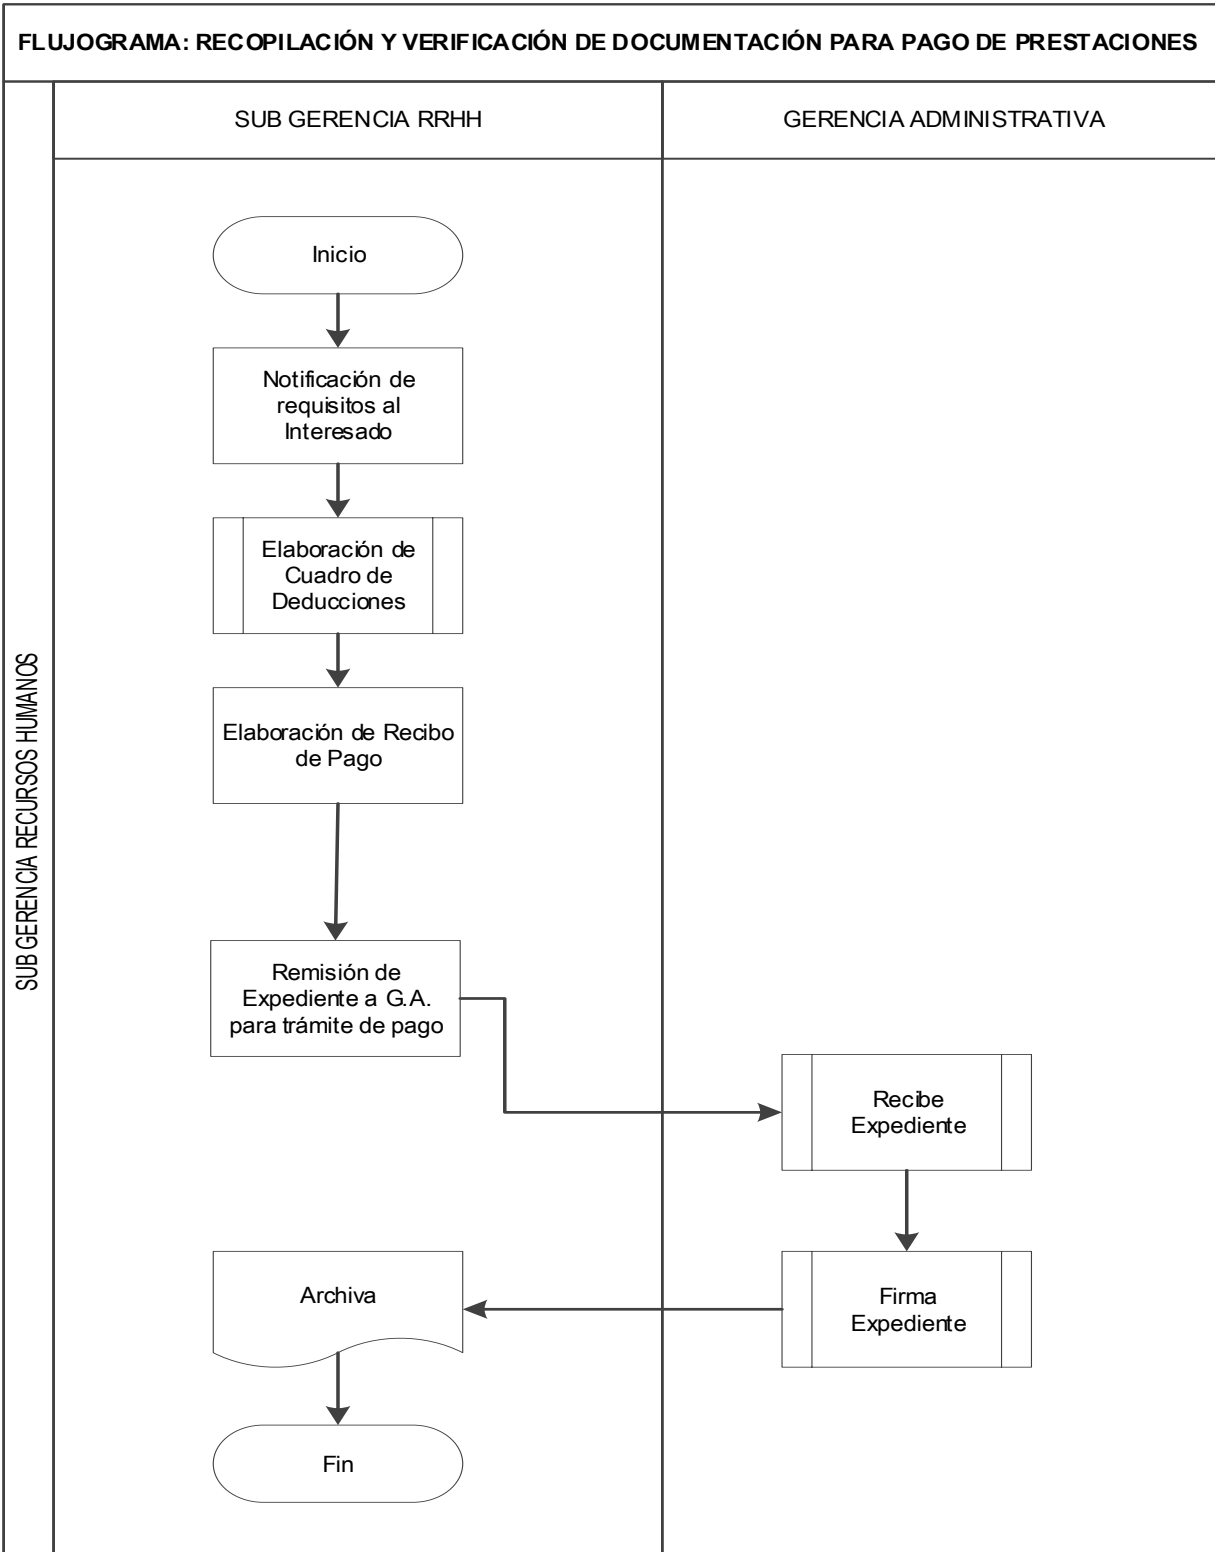 FLUJOGRAMA: RECOPILACIÓN Y VERIFICACIÓN DE DOCUMENTACIÓN PARA PAGO DE PRESTACIONES
SUB GERENCIA RRHH
GERENCIA ADMINISTRATIVA
SUB GERENCIA RECURSOS HUMANOS
Inicio
Notificación de
requisitos al
Interesado
Elaboración de
Cuadro de
Deducciones
Elaboración de Recibo
de Pago
Remisión de
Expediente a G.A.
para trámite de pago
Recibe
Expediente
Firma
Expediente
Archiva
Fin